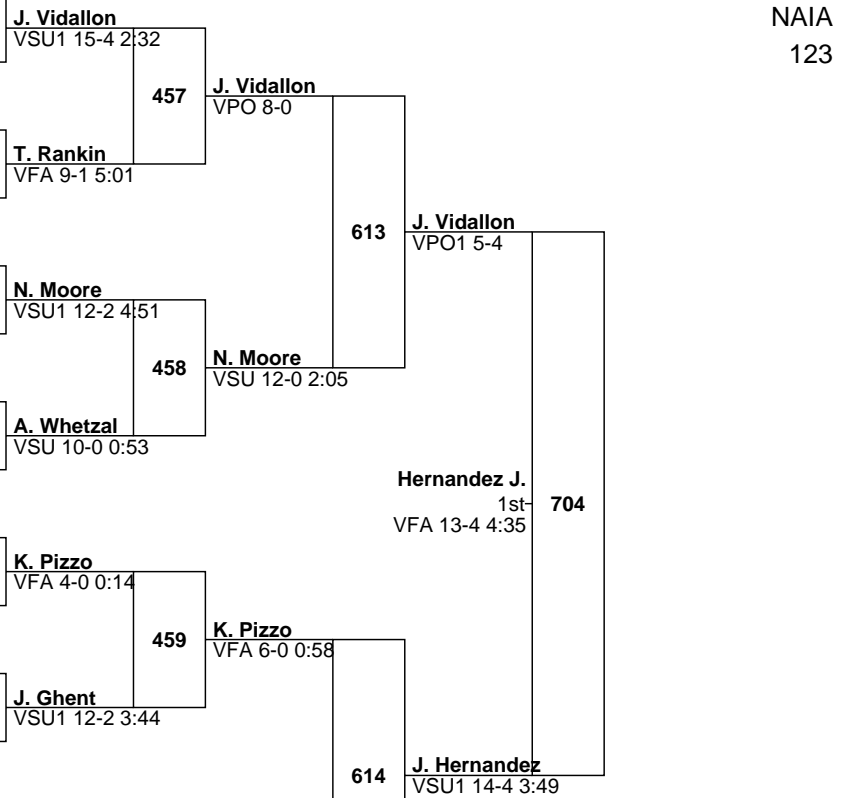 NAIA
123
J. Vidallon
VSU1 15-4 2:32
457
J. Vidallon
VPO 8-0
T. Rankin
VFA 9-1 5:01
613
J. Vidallon
VPO1 5-4
N. Moore
VSU1 12-2 4:51
458
N. Moore
VSU 12-0 2:05
A. Whetzal
VSU 10-0 0:53
Hernandez J.
1st
VFA 13-4 4:35
704
K. Pizzo
VFA 4-0 0:14
459
K. Pizzo
VFA 6-0 0:58
J. Ghent
VSU1 12-2 3:44
614
J. Hernandez
VSU1 14-4 3:49